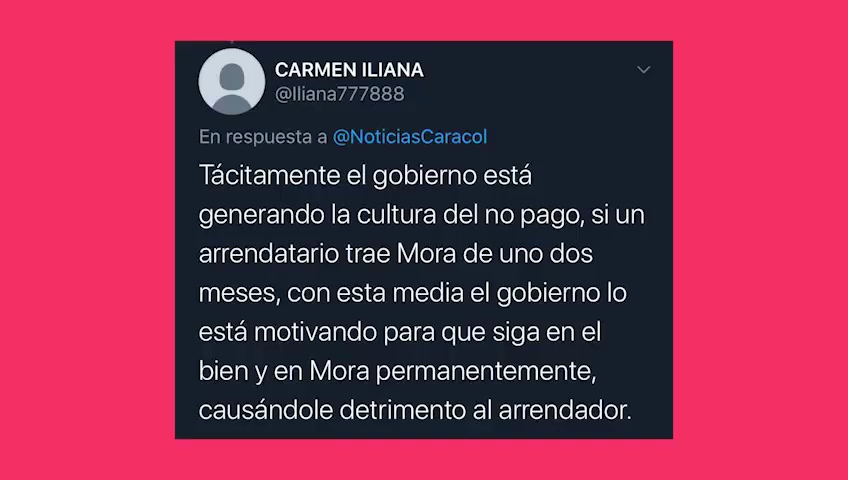 CARMEN ILIANA
@Iliana777888
En respuesta a @NoticiasCaracol
Tácitamente el gobierno está
generando la cultura del no pago, si un
arrendatario trae Mora de uno dos
meses, con esta media el gobierno lo
está motivando para que siga en el
bien y en Mora permanentemente,
causándole detrimento al arrendador.